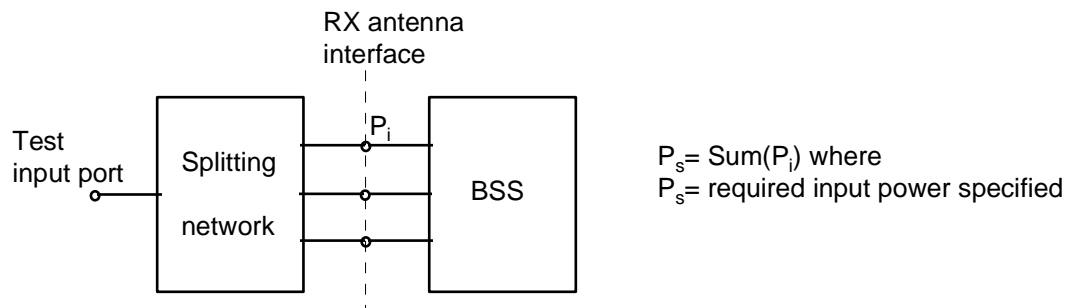 RX antenna
interface
Test
input port
Splitting
network
P_i
BSS
P_s= Sum(P_i) where
P_s= required input power specified